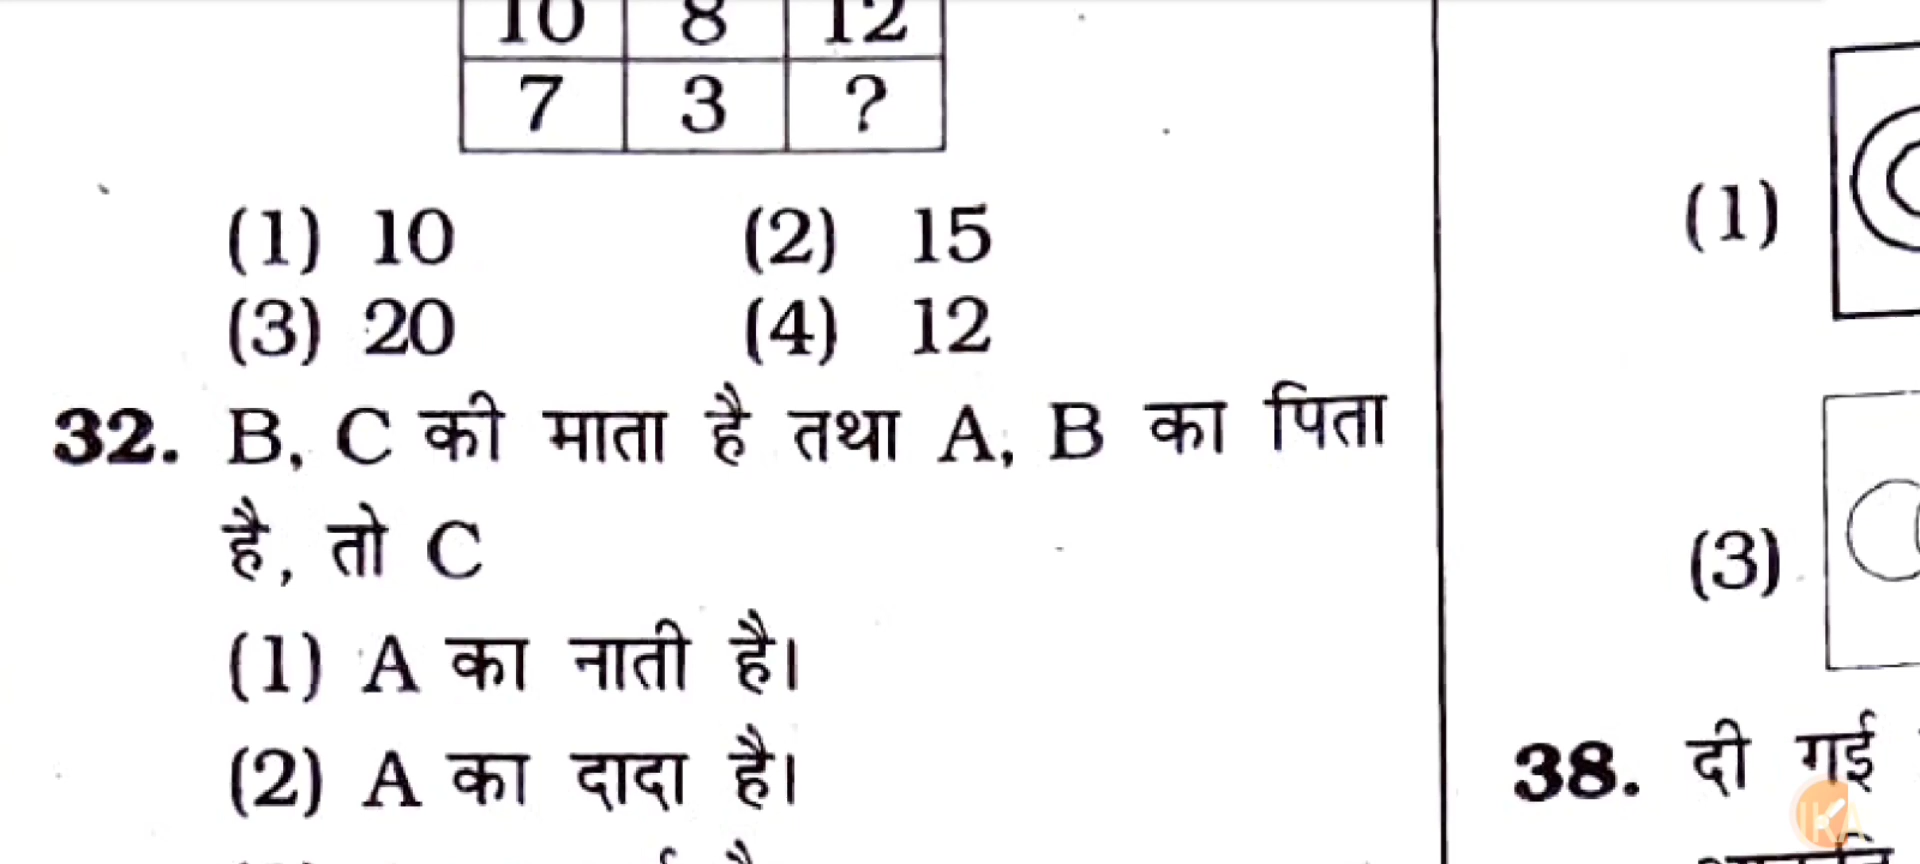 10 8 12
7 3 ?
(1) 10 (2) 15
(3) 20 (4) 12
32. B, C की माता है तथा A, B का पिता
है, तो C
(1) A का नाती है।
(2) A का दादा है।
(1)
(3)
38. दी गई